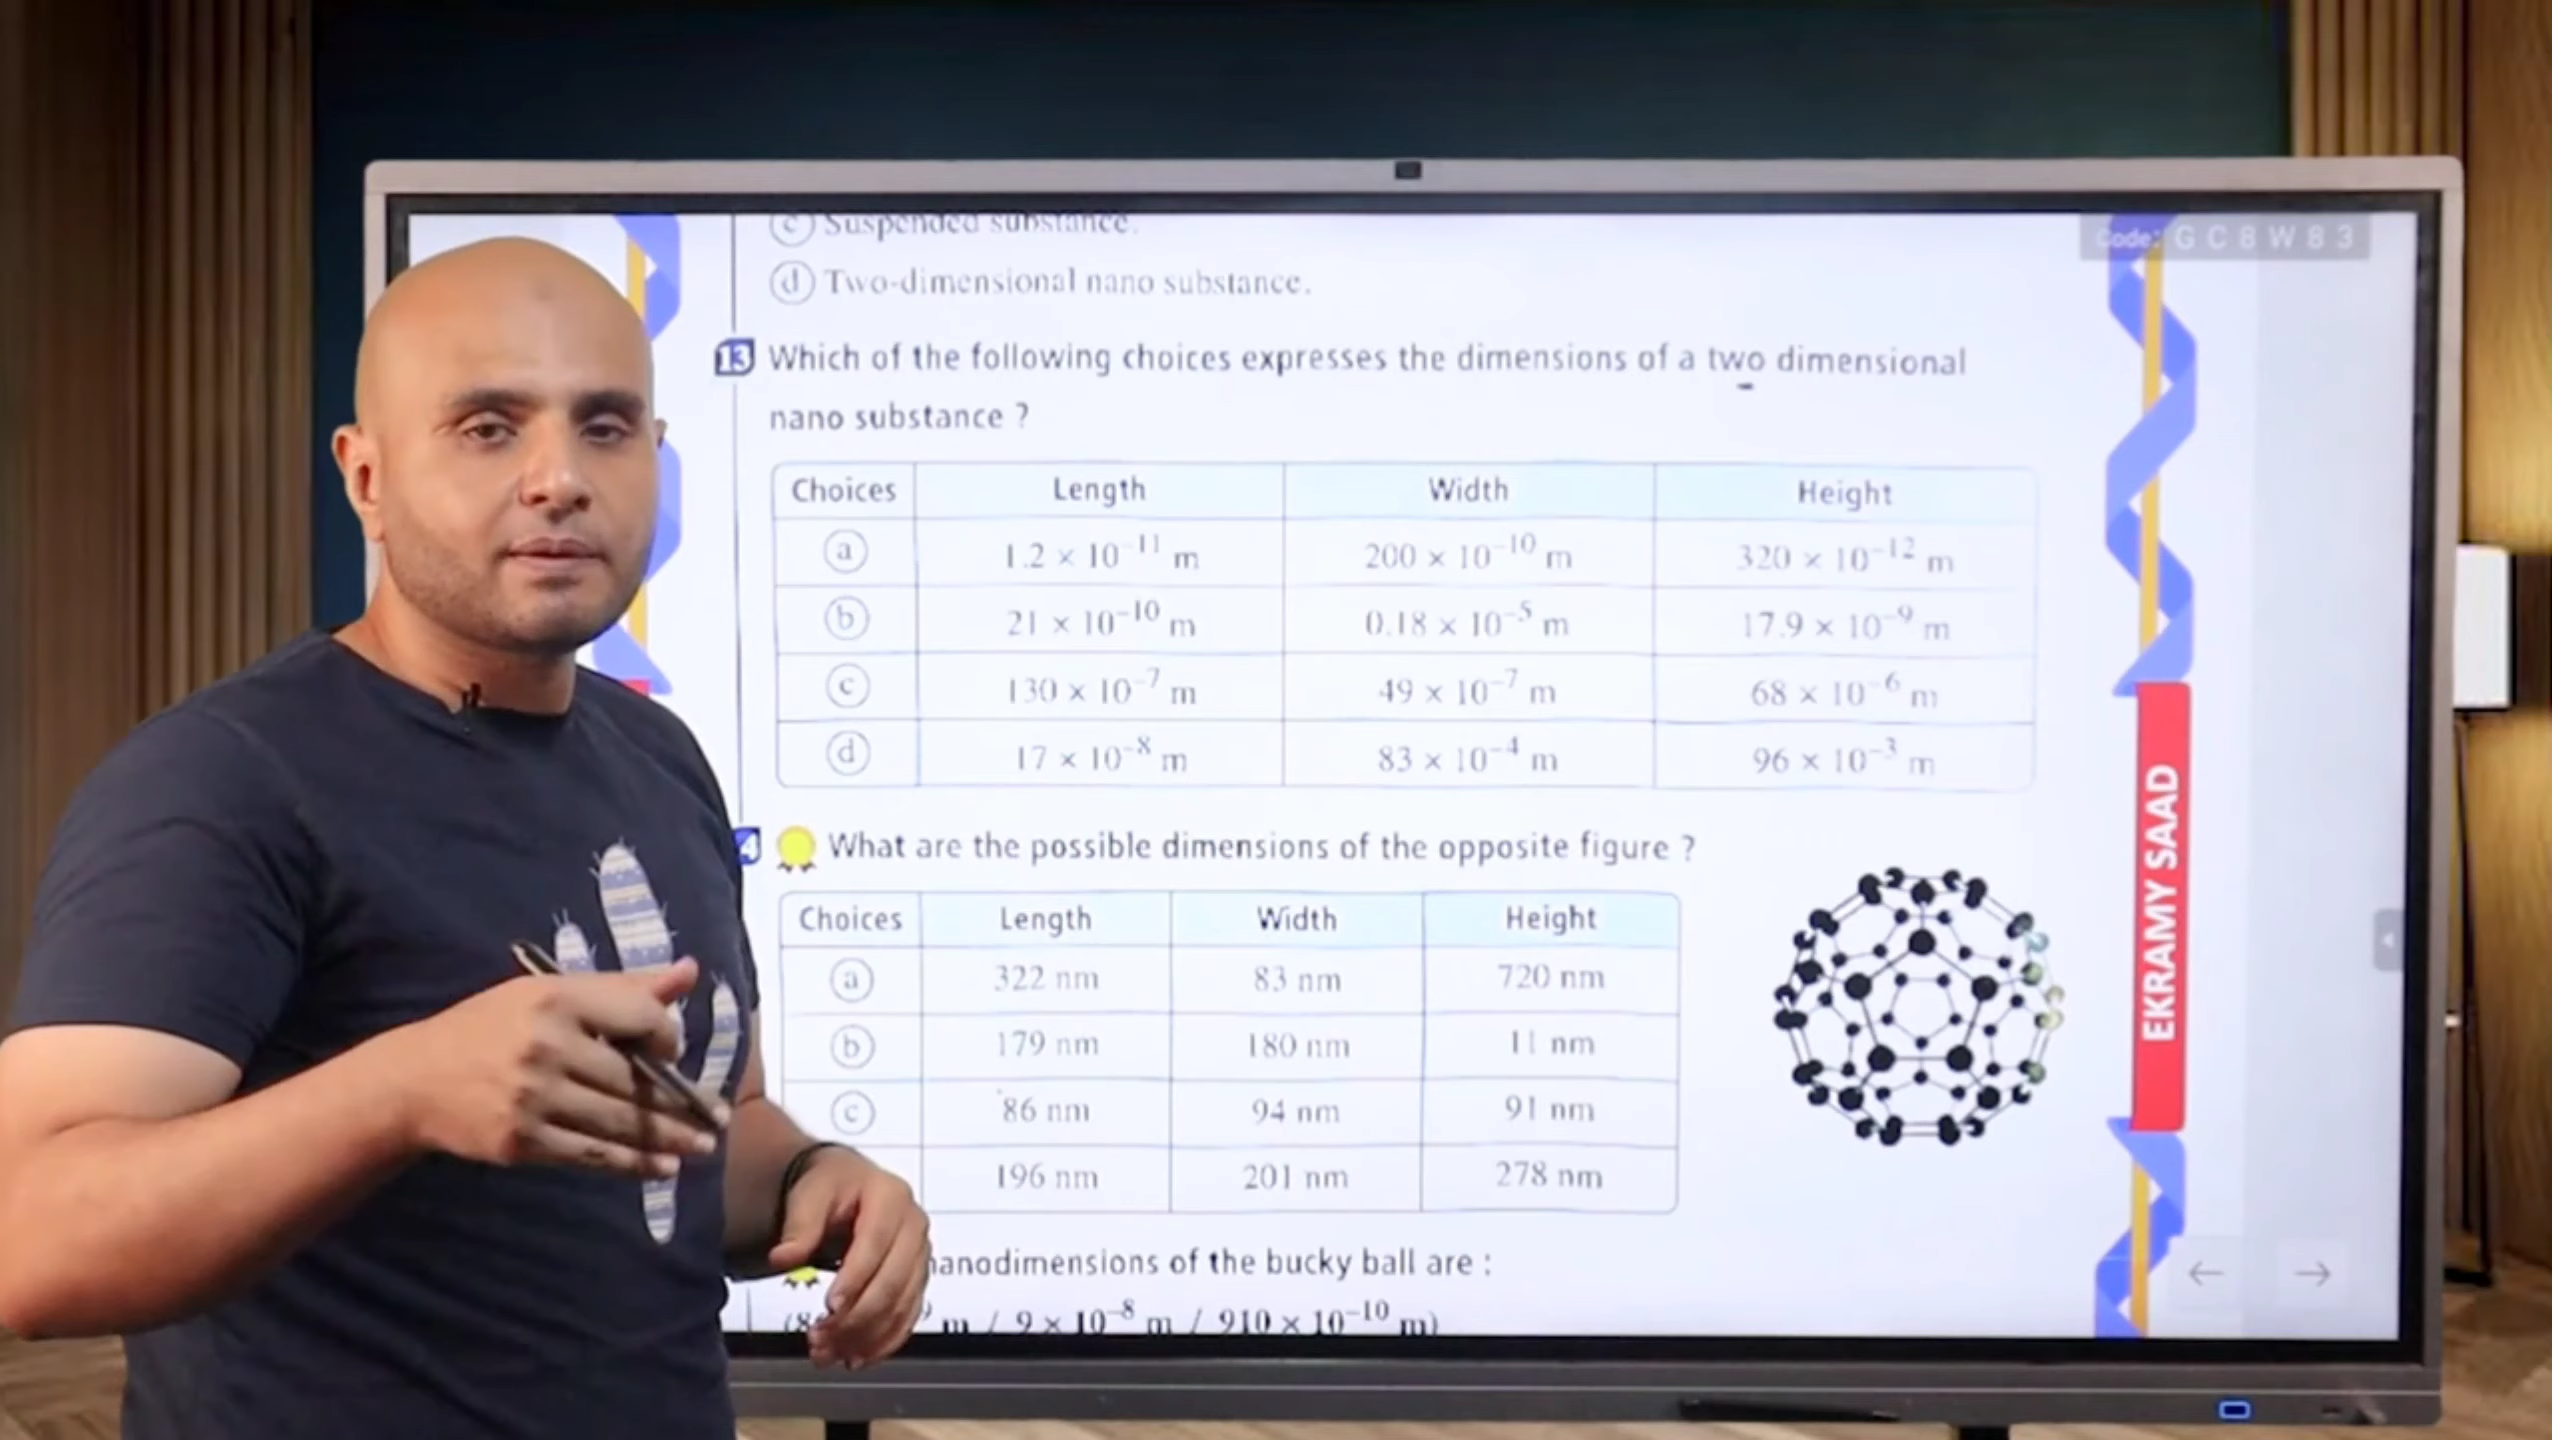 c Suspended substance.
Code: G C 8 W 8 3
d Two-dimensional nano substance.
13 Which of the following choices expresses the dimensions of a two dimensional
nano substance ?
Choices Length Width Height
a 1.2 × 10⁻¹¹ m 200 × 10⁻¹⁰ m 320 × 10⁻¹² m
b 21 × 10⁻¹⁰ m 0.18 × 10⁻⁵ m 17.9 × 10⁻⁹ m
c 130 × 10⁻⁷ m 49 × 10⁻⁷ m 68 × 10⁻⁶ m
d 17 × 10⁻⁸ m 83 × 10⁻⁴ m 96 × 10⁻³ m
4 What are the possible dimensions of the opposite figure ?
Choices Length Width Height
a 322 nm 83 nm 720 nm
b 179 nm 180 nm 11 nm
c 86 nm 94 nm 91 nm
196 nm 201 nm 278 nm
EKRAMY SAAD
nanodimensions of the bucky ball are :
m / 9 × 10⁻⁸ m / 910 × 10⁻¹⁰ m)